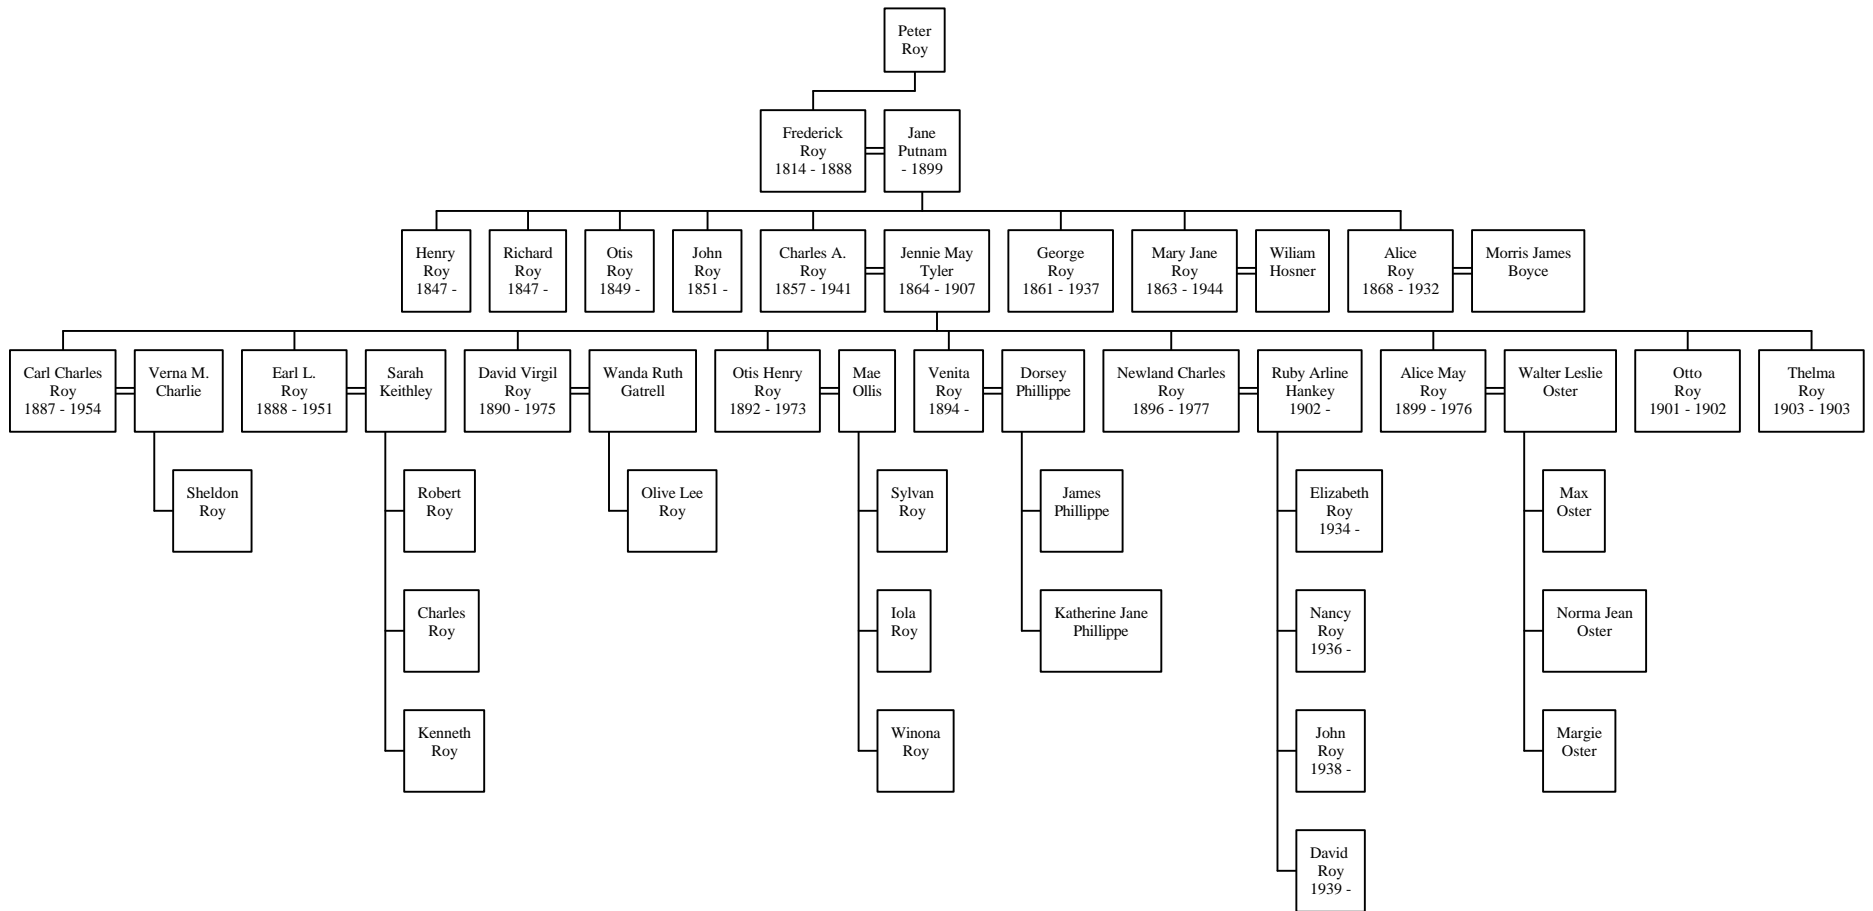 Peter
Roy
Frederick
Roy
1814 - 1888
Jane
Putnam
- 1899
Henry
Roy
1847 -
Richard
Roy
1847 -
Otis
Roy
1849 -
John
Roy
1851 -
Charles A.
Roy
1857 - 1941
Jennie May
Tyler
1864 - 1907
George
Roy
1861 - 1937
Mary Jane
Roy
1863 - 1944
Wiliam
Hosner
Alice
Roy
1868 - 1932
Morris James
Boyce
Carl Charles
Roy
1887 - 1954
Verna M.
Charlie
Earl L.
Roy
1888 - 1951
Sarah
Keithley
David Virgil
Roy
1890 - 1975
Wanda Ruth
Gatrell
Otis Henry
Roy
1892 - 1973
Mae
Ollis
Venita
Roy
1894 -
Dorsey
Phillippe
Newland Charles
Roy
1896 - 1977
Ruby Arline
Hankey
1902 -
Alice May
Roy
1899 - 1976
Walter Leslie
Oster
Otto
Roy
1901 - 1902
Thelma
Roy
1903 - 1903
Sheldon
Roy
Robert
Roy
Olive Lee
Roy
Sylvan
Roy
James
Phillippe
Elizabeth
Roy
1934 -
Max
Oster
Charles
Roy
Iola
Roy
Katherine Jane
Phillippe
Nancy
Roy
1936 -
Norma Jean
Oster
Kenneth
Roy
Winona
Roy
John
Roy
1938 -
Margie
Oster
David
Roy
1939 -